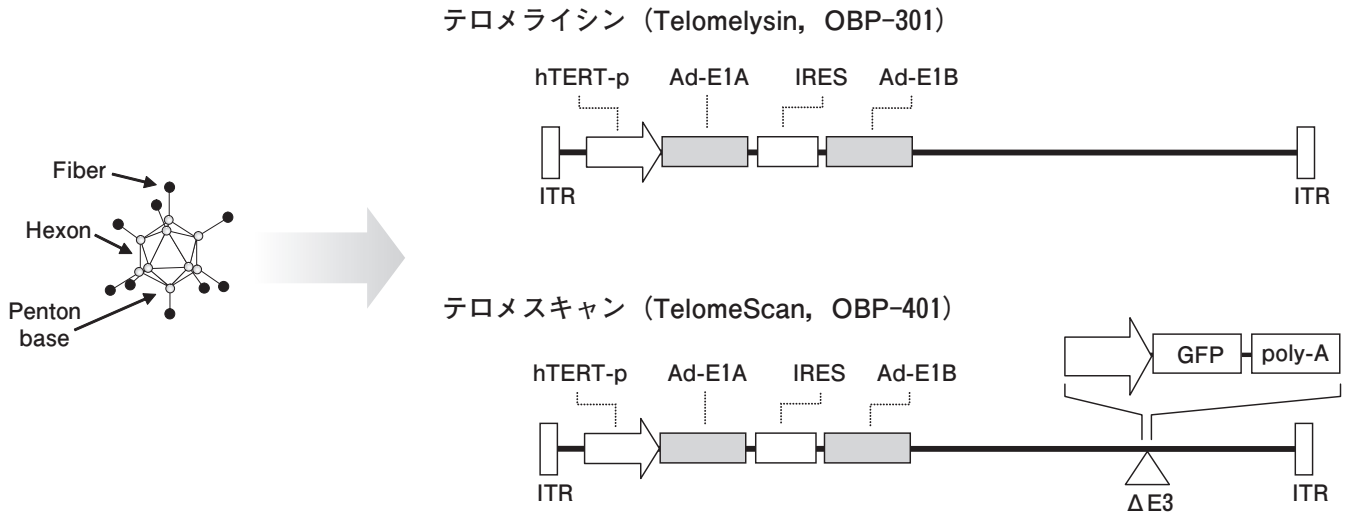 テロメライシン（Telomelysin, OBP-301）
hTERT-p Ad-E1A IRES Ad-E1B
ITR ITR
Fiber
Hexon
Penton
base
テロメスキャン（TelomeScan, OBP-401）
GFP poly-A
hTERT-p Ad-E1A IRES Ad-E1B
ITR ITR
ΔE3